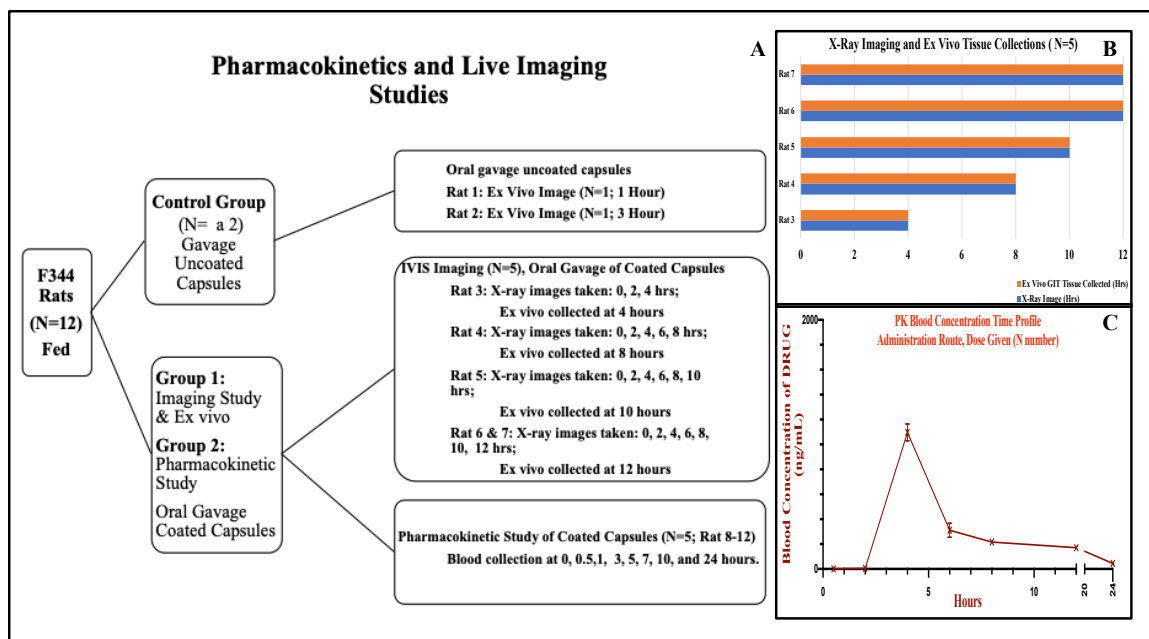 A
Pharmacokinetics and Live Imaging
Studies
F344
Rats
(N=12)
Fed
Control Group
(N= a 2)
Gavage
Uncoated
Capsules
Group 1:
Imaging Study
& Ex vivo
Group 2:
Pharmacokinetic
Study
Oral Gavage
Coated Capsules
Oral gavage uncoated capsules
Rat 1: Ex Vivo Image (N=1; 1 Hour)
Rat 2: Ex Vivo Image (N=1; 3 Hour)
IVIS Imaging (N=5), Oral Gavage of Coated Capsules
Rat 3: X-ray images taken: 0, 2, 4 hrs;
Ex vivo collected at 4 hours
Rat 4: X-ray images taken: 0, 2, 4, 6, 8 hrs;
Ex vivo collected at 8 hours
Rat 5: X-ray images taken: 0, 2, 4, 6, 8, 10
hrs;
Ex vivo collected at 10 hours
Rat 6 & 7: X-ray images taken: 0, 2, 4, 6, 8,
10, 12 hrs;
Ex vivo collected at 12 hours
Pharmacokinetic Study of Coated Capsules (N=5; Rat 8-12)
Blood collection at 0, 0.5,1, 3, 5, 7, 10, and 24 hours.
X-Ray Imaging and Ex Vivo Tissue Collections ( N=5)
B
Rat 7
Rat 6
Rat 5
Rat 4
Rat 3
0 2 4 6 8 10 12
Ex Vivo GIT Tissue Collected (Hrs)
X-Ray Image (Hrs)
C
PK Blood Concentration Time Profile
Administration Route, Dose Given (N number)
Blood Concentration of DRUG
(ng/mL)
2000
0
0 5 10 20 24
Hours